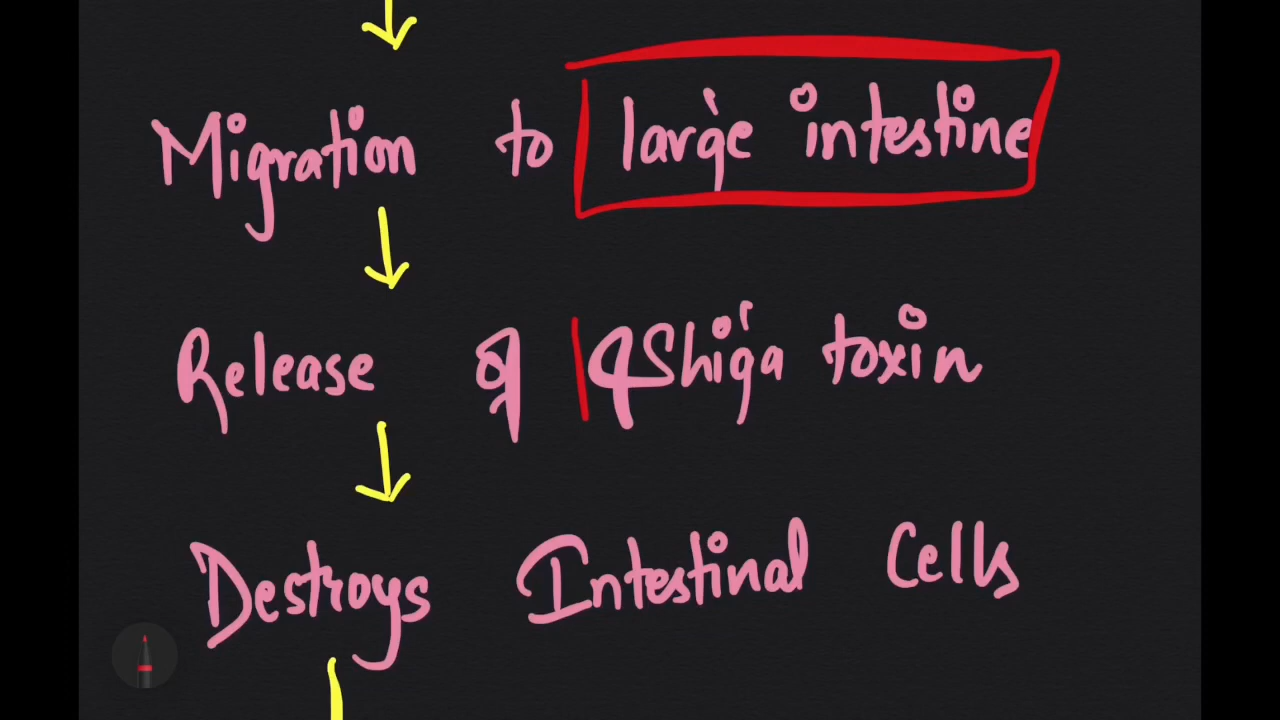 Migration to large intestine
Release of Shiga toxin
Destroys Intestinal Cells